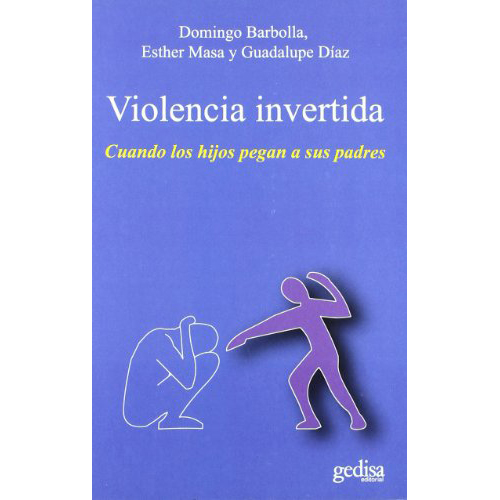 Domingo Barbolla,
Esther Masa y Guadalupe Díaz
Violencia invertida
Cuando los hijos pegan a sus padres
gedisa
editorial